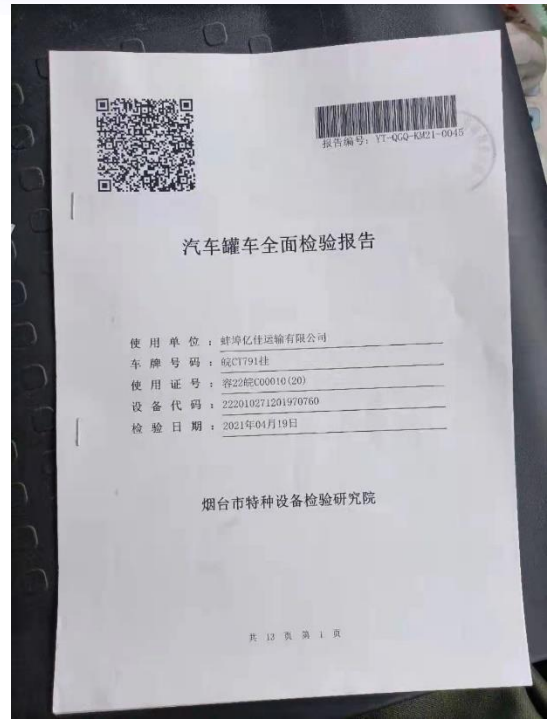 报告编号：YT-QGQ-KM21-0045
汽车罐车全面检验报告
使用单位：蚌埠亿佳运输有限公司
车牌号码：皖CT791挂
使用证号：容22皖C00010(20)
设备代码：222010271201970760
检验日期：2021年04月19日
烟台市特种设备检验研究院
共 13 页 第 1 页